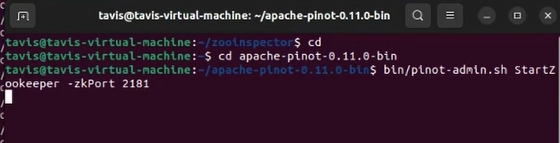 tavis@tavis-virtual-machine: ~/apache-pinot-0.11.0-bin
tavis@tavis-virtual-machine:~/zooinspector$ cd
tavis@tavis-virtual-machine:~$ cd apache-pinot-0.11.0-bin
tavis@tavis-virtual-machine:~/apache-pinot-0.11.0-bin$ bin/pinot-admin.sh StartZ
ookeeper -zkPort 2181